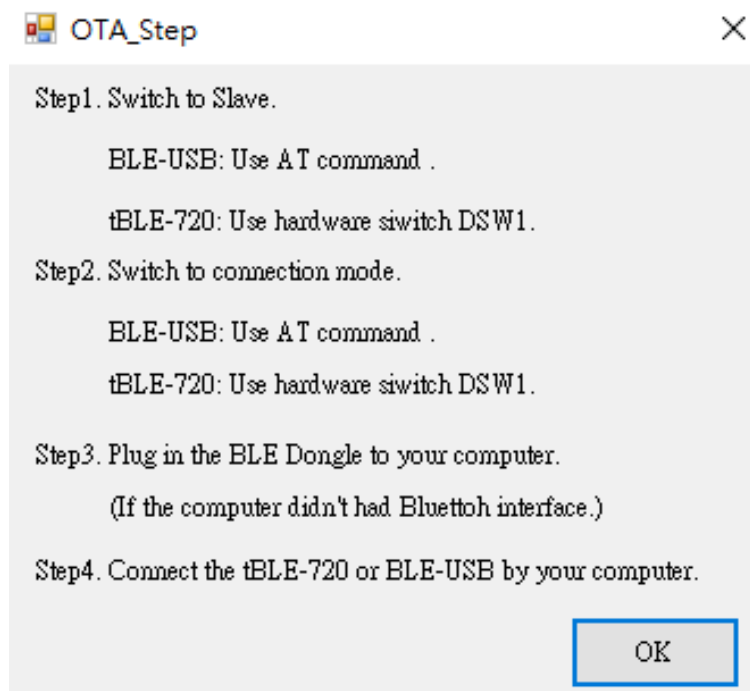 OTA_Step
Step1. Switch to Slave.
BLE-USB: Use AT command .
tBLE-720: Use hardware siwitch DSW1.
Step2. Switch to connection mode.
BLE-USB: Use AT command .
tBLE-720: Use hardware siwitch DSW1.
Step3. Plug in the BLE Dongle to your computer.
(If the computer didn't had Bluettoh interface.)
Step4. Connect the tBLE-720 or BLE-USB by your computer.
OK